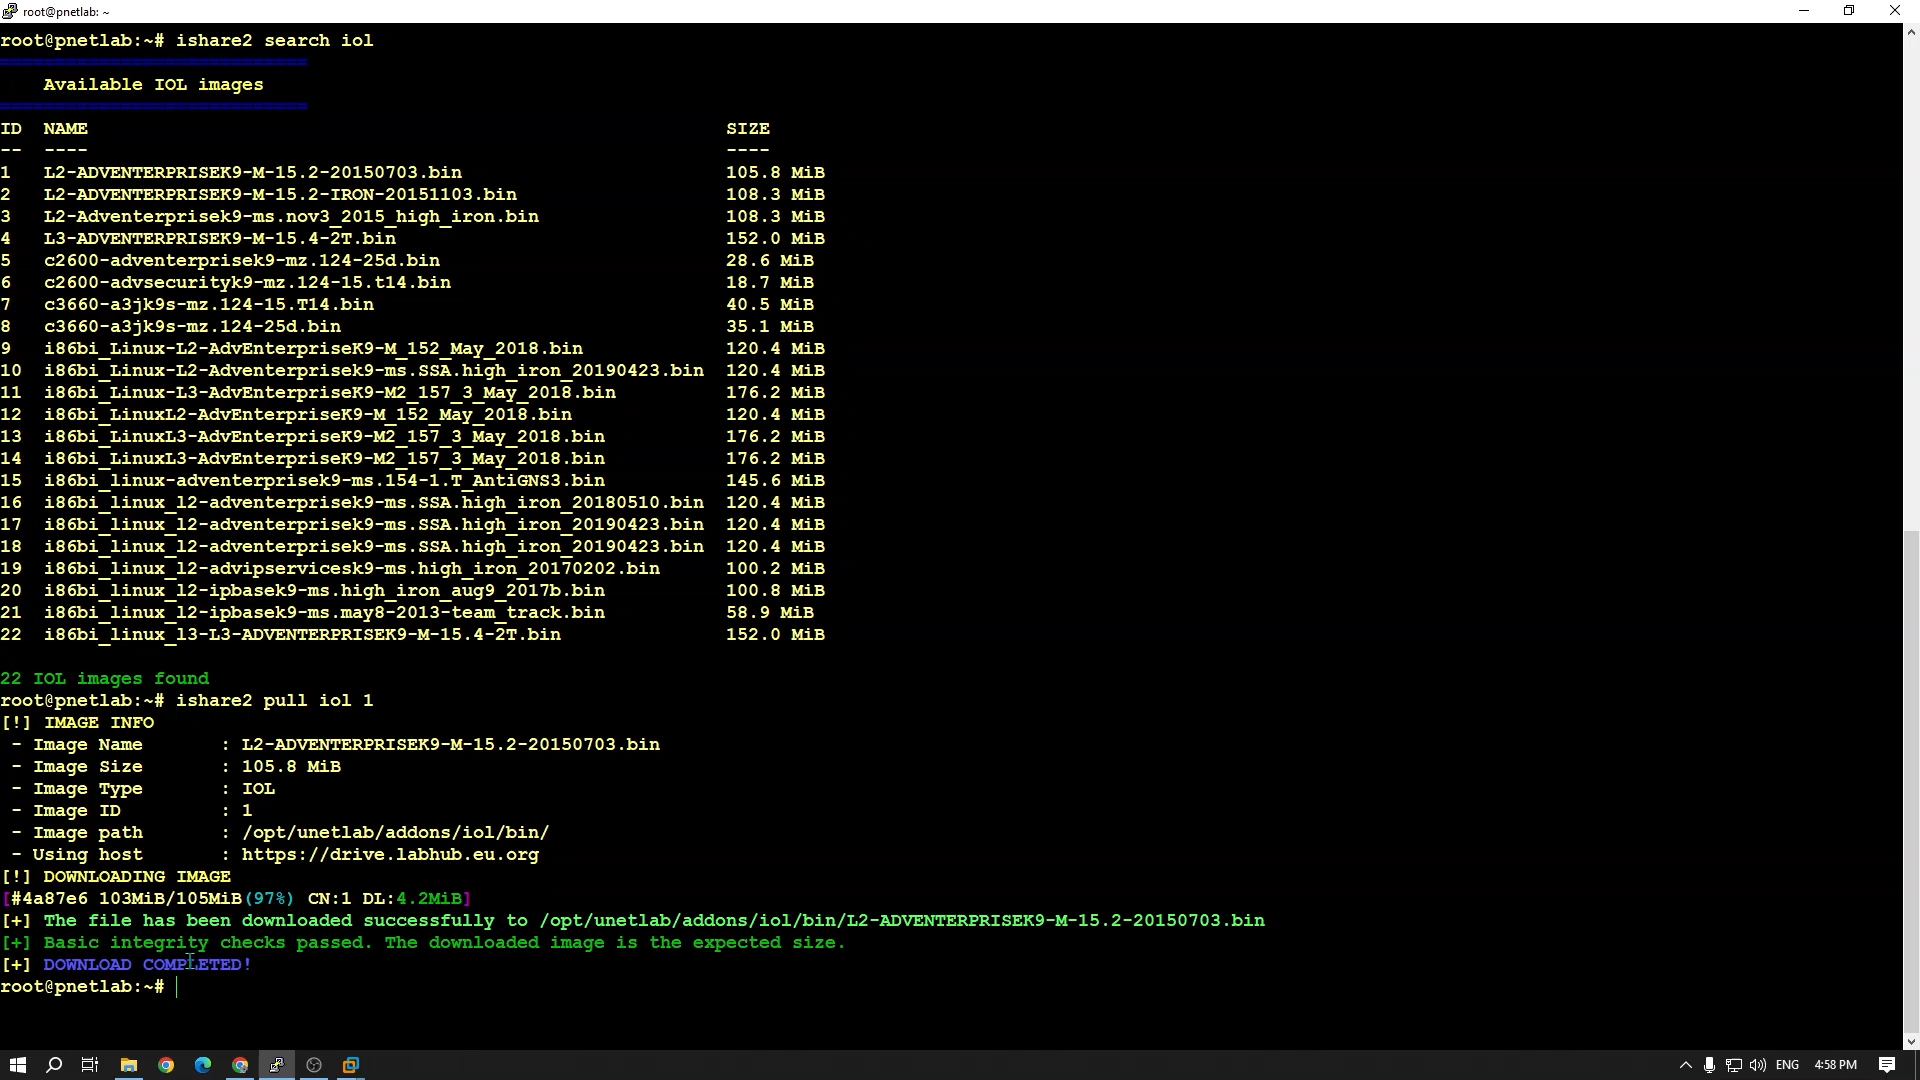 root@pnetlab: ~
root@pnetlab:~# ishare2 search iol
==============================
Available IOL images
==============================
ID NAME SIZE
-- ---- ----
1 L2-ADVENTERPRISEK9-M-15.2-20150703.bin 105.8 MiB
2 L2-ADVENTERPRISEK9-M-15.2-IRON-20151103.bin 108.3 MiB
3 L2-Adventerprisek9-ms.nov3_2015_high_iron.bin 108.3 MiB
4 L3-ADVENTERPRISEK9-M-15.4-2T.bin 152.0 MiB
5 c2600-adventerprisek9-mz.124-25d.bin 28.6 MiB
6 c2600-advsecurityk9-mz.124-15.t14.bin 18.7 MiB
7 c3660-a3jk9s-mz.124-15.T14.bin 40.5 MiB
8 c3660-a3jk9s-mz.124-25d.bin 35.1 MiB
9 i86bi_Linux-L2-AdvEnterpriseK9-M_152_May_2018.bin 120.4 MiB
10 i86bi_Linux-L2-Adventerprisek9-ms.SSA.high_iron_20190423.bin 120.4 MiB
11 i86bi_Linux-L3-AdvEnterpriseK9-M2_157_3_May_2018.bin 176.2 MiB
12 i86bi_LinuxL2-AdvEnterpriseK9-M_152_May_2018.bin 120.4 MiB
13 i86bi_LinuxL3-AdvEnterpriseK9-M2_157_3_May_2018.bin 176.2 MiB
14 i86bi_LinuxL3-AdvEnterpriseK9-M2_157_3_May_2018.bin 176.2 MiB
15 i86bi_linux-adventerprisek9-ms.154-1.T_AntiGNS3.bin 145.6 MiB
16 i86bi_linux_l2-adventerprisek9-ms.SSA.high_iron_20180510.bin 120.4 MiB
17 i86bi_linux_l2-adventerprisek9-ms.SSA.high_iron_20190423.bin 120.4 MiB
18 i86bi_linux_l2-adventerprisek9-ms.SSA.high_iron_20190423.bin 120.4 MiB
19 i86bi_linux_l2-advipservicesk9-ms.high_iron_20170202.bin 100.2 MiB
20 i86bi_linux_l2-ipbasek9-ms.high_iron_aug9_2017b.bin 100.8 MiB
21 i86bi_linux_l2-ipbasek9-ms.may8-2013-team_track.bin 58.9 MiB
22 i86bi_linux_l3-L3-ADVENTERPRISEK9-M-15.4-2T.bin 152.0 MiB
22 IOL images found
root@pnetlab:~# ishare2 pull iol 1
[!] IMAGE INFO
- Image Name : L2-ADVENTERPRISEK9-M-15.2-20150703.bin
- Image Size : 105.8 MiB
- Image Type : IOL
- Image ID : 1
- Image path : /opt/unetlab/addons/iol/bin/
- Using host : https://drive.labhub.eu.org
[!] DOWNLOADING IMAGE
[#4a87e6 103MiB/105MiB(97%) CN:1 DL:4.2MiB]
[+] The file has been downloaded successfully to /opt/unetlab/addons/iol/bin/L2-ADVENTERPRISEK9-M-15.2-20150703.bin
[+] Basic integrity checks passed. The downloaded image is the expected size.
[+] DOWNLOAD COMPLETED!
root@pnetlab:~#
ENG 4:58 PM